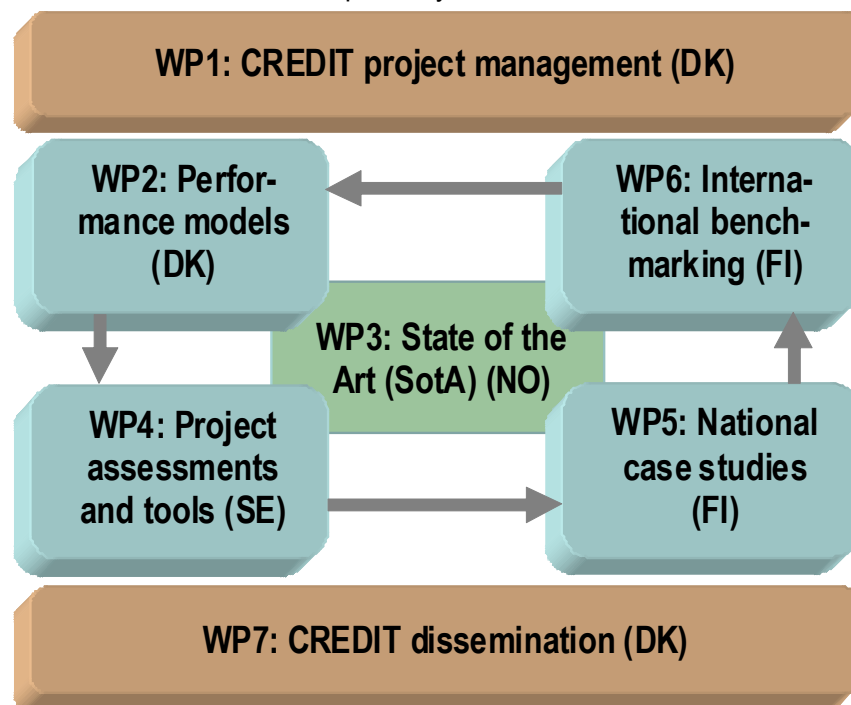 WP1: CREDIT project management (DK)
WP2: Perfor-
mance models
(DK)
WP6: Interna-
tional bench-
marking (FI)
WP3: State of the
Art (SotA) (NO)
WP4: Project
assessments
and tools (SE)
WP5: National
case studies
(FI)
WP7: CREDIT dissemination (DK)